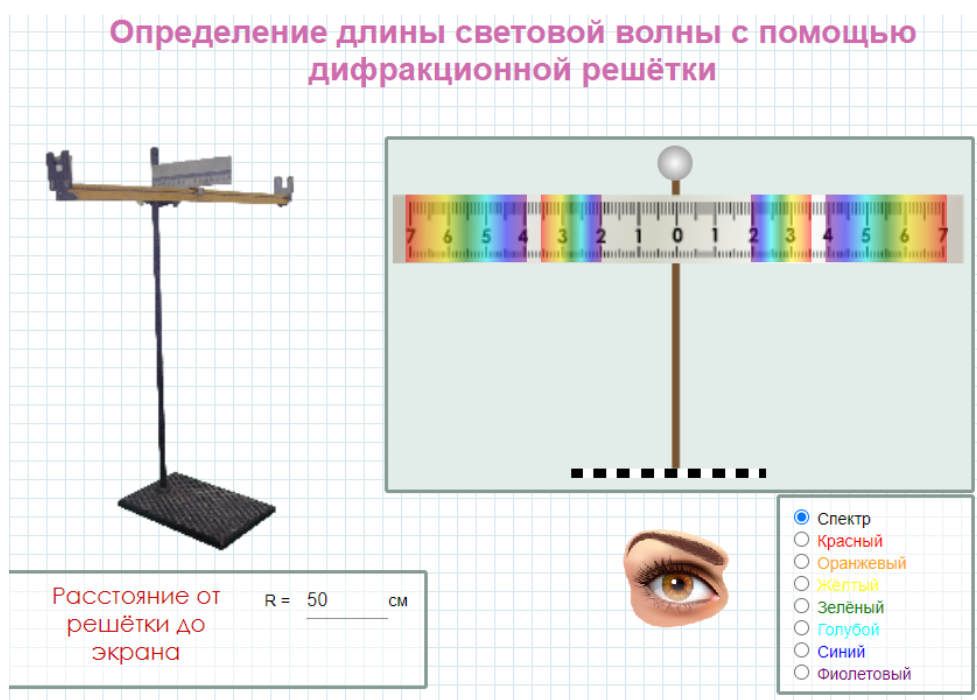 Определение длины световой волны с помощью
дифракционной решётки
7 6 5 4 3 2 1 0 1 2 3 4 5 6 7
Спектр
Красный
Оранжевый
Жёлтый
Зелёный
Голубой
Синий
Фиолетовый
Расстояние от
решётки до
экрана
R = 50 см